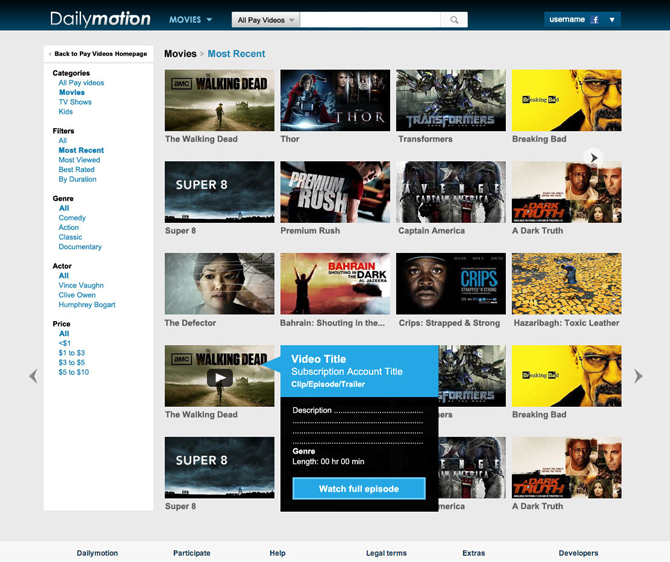 Dailymotion
MOVIES
All Pay Videos
username f
Back to Pay Videos Homepage
Movies > Most Recent
Categories
All Pay videos
Movies
TV Shows
Kids
Filters
All
Most Recent
Most Viewed
Best Rated
By Duration
Genre
All
Comedy
Action
Classic
Documentary
Actor
All
Vince Vaughn
Clive Owen
Humphrey Bogart
Price
All
<$1
$1 to $3
$3 to $5
$5 to $10
amc THE WALKING DEAD
THOR
TRANSFORMERS
Breaking Bad
The Walking Dead
Thor
Transformers
Breaking Bad
SUPER 8
PREMIUM RUSH
AVENGE
CAPTAIN AMERICA
A DARK TRUTH
Super 8
Premium Rush
Captain America
A Dark Truth
BAHRAIN
SHOUTING IN THE DARK
AL JAZEERA
CRIPS
STRAPPED 'N STRONG
The Defector
Bahrain: Shouting in the...
Crips: Strapped & Strong
Hazaribagh: Toxic Leather
amc THE WALKING DEAD
Video Title
Subscription Account Title
Clip/Episode/Trailer
FORMERS
Breaking Bad
The Walking Dead
Description ..............................
mers
Breaking Bad
SUPER 8
Genre
Length: 00 hr 00 min
Watch full episode
ENGE
AMERICA
A DARK TRUTH
Super 8
merica
A Dark Truth
Dailymotion
Participate
Help
Legal terms
Extras
Developers